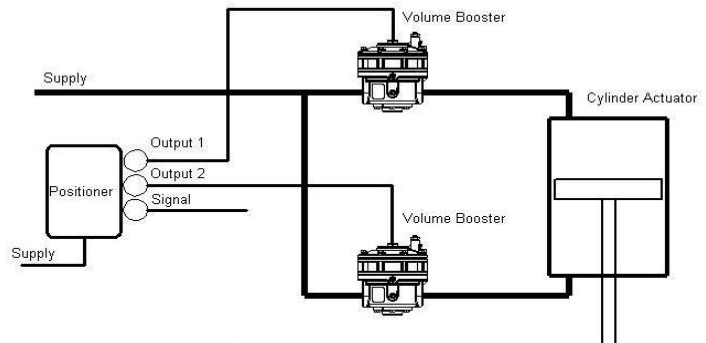 Volume Booster
Supply
Cylinder Actuator
Output 1
Output 2
Positioner
Signal
Volume Booster
Supply